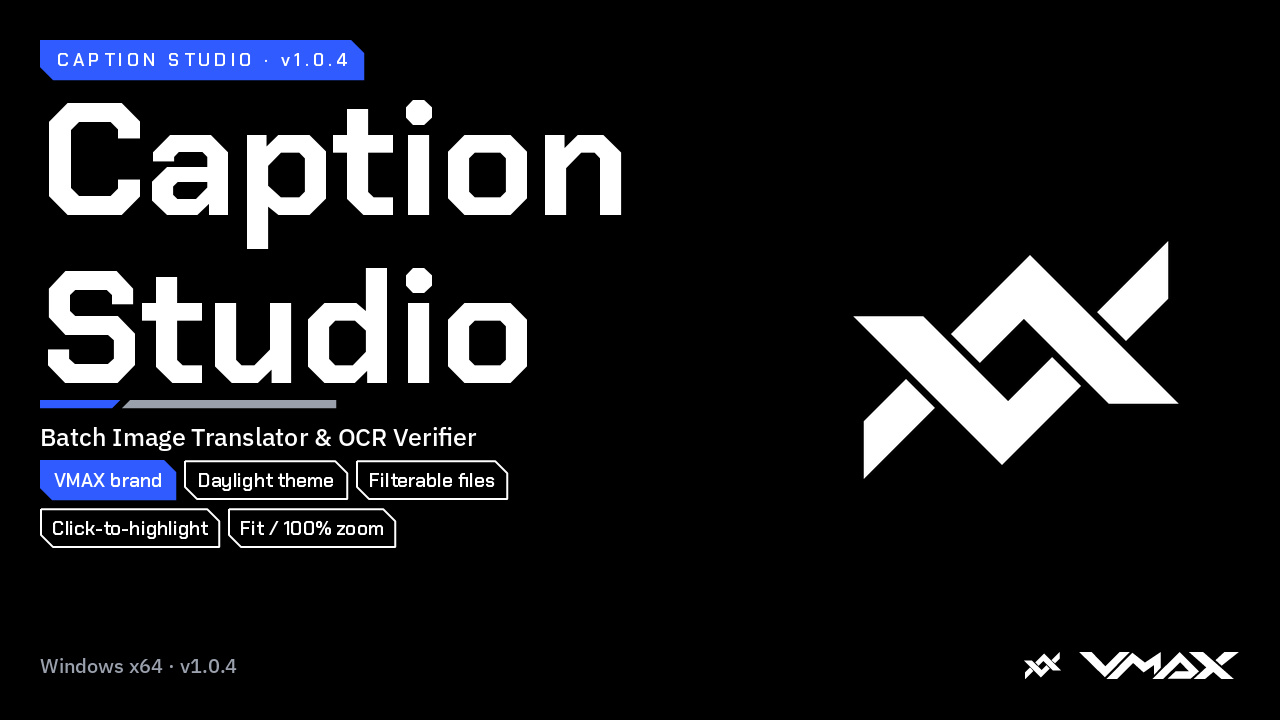 CAPTION STUDIO · v1.0.4
Caption
Studio
Batch Image Translator & OCR Verifier
VMAX brand Daylight theme Filterable files
Click-to-highlight Fit / 100% zoom
Windows x64 · v1.0.4
VMAX